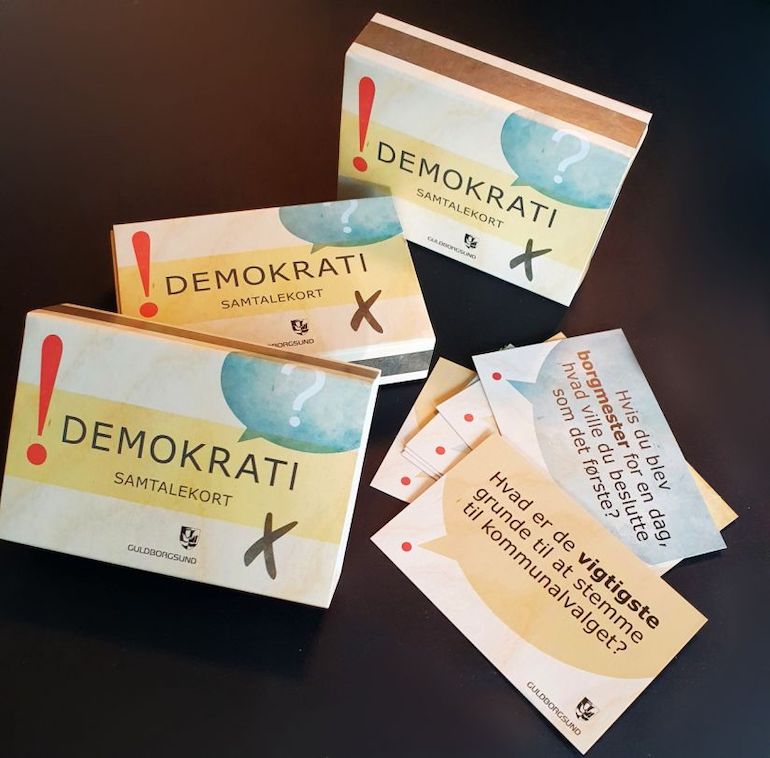 !
DEMOKRATI
SAMTALEKORT
GULDBORGSUND
X
?
!
DEMOKRATI
SAMTALEKORT
GULDBORGSUND
X
?
!
DEMOKRATI
SAMTALEKORT
GULDBORGSUND
X
?
Hvis du blev
borgmester for en dag,
hvad ville du beslutte
som det første?
Hvad er de vigtigste
grunde til at stemme
til kommunalvalget?
GULDBORGSUND